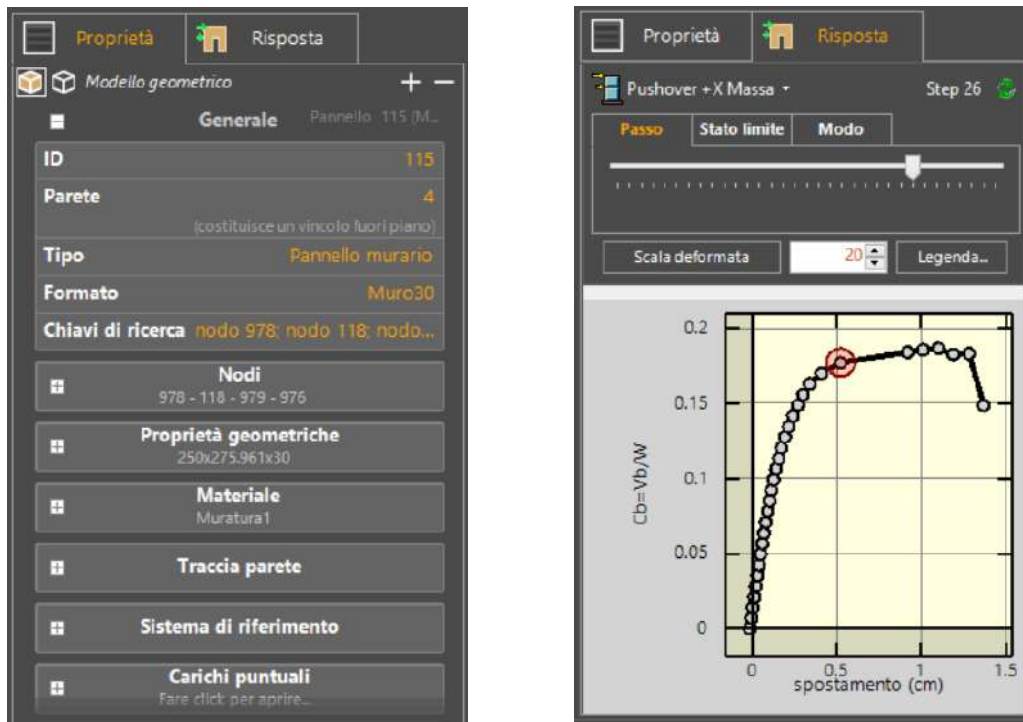 Proprietà Risposta
Modello geometrico
Generale Pannello 115 (M...
ID 115
Parete 4
(costituisce un vincolo fuori piano)
Tipo Pannello murario
Formato Muro30
Chiavi di ricerca nodo 978; nodo 118; nodo...
Nodi
978 - 118 - 979 - 976
Proprietà geometriche
250x275.961x30
Materiale
Muratura1
Traccia parete
Sistema di riferimento
Carichi puntuali
Fare click per aprire...
Proprietà Risposta
Pushover +X Massa Step 26
Passo Stato limite Modo
Scala deformata 20 Legenda...
0.2
0.15
0.1
0.05
0
Cb=Vb/W
0 0.5 1 1.5
spostamento (cm)